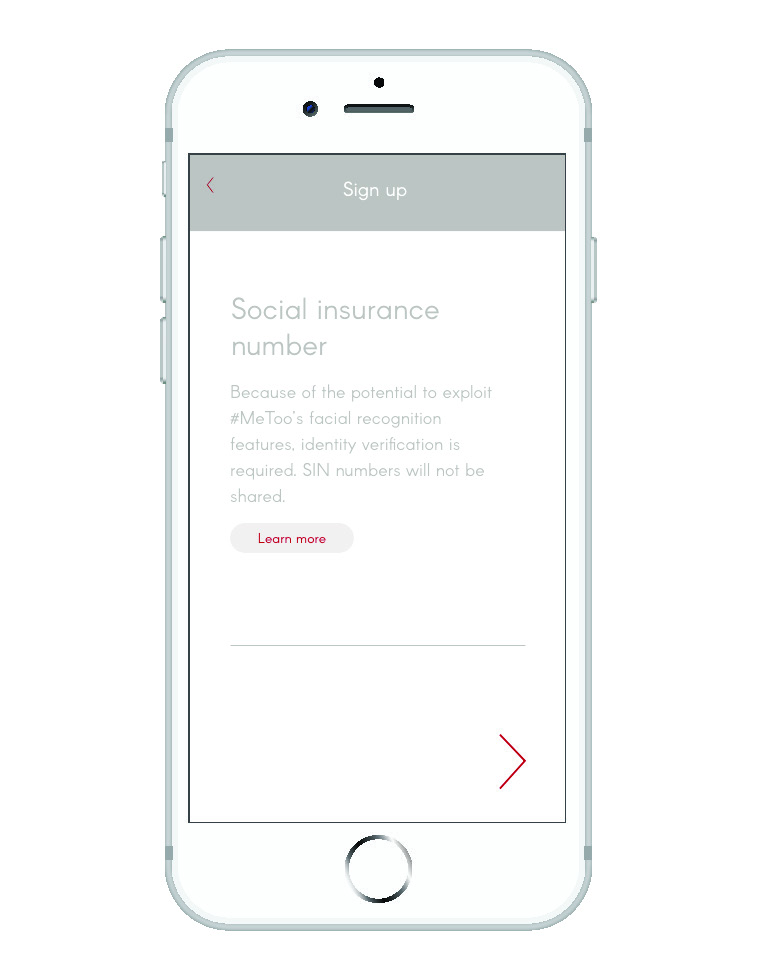 Sign up
Social insurance
number
Because of the potential to exploit
#MeToo's facial recognition
features, identity verification is
required. SIN numbers will not be
shared.
Learn more